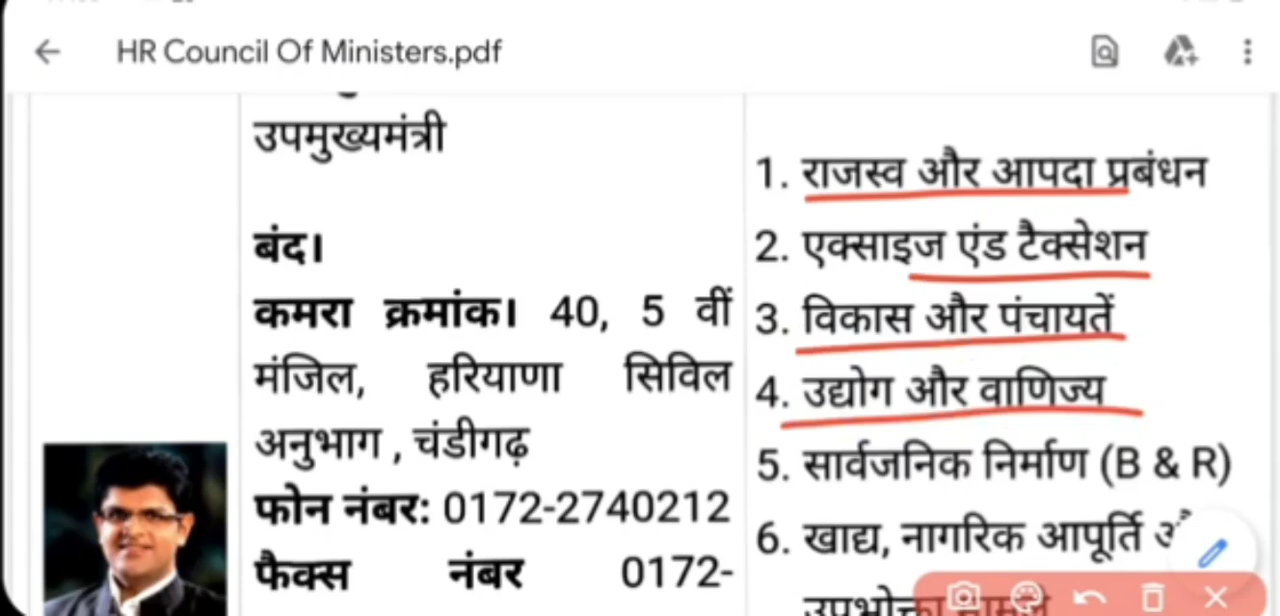 HR Council Of Ministers.pdf
उपमुख्यमंत्री
बंद।
कमरा क्रमांक। 40, 5 वीं
मंजिल, हरियाणा सिविल
अनुभाग , चंडीगढ़
फोन नंबर: 0172-2740212
फैक्स नंबर 0172-
1. राजस्व और आपदा प्रबंधन
2. एक्साइज एंड टैक्सेशन
3. विकास और पंचायतें
4. उद्योग और वाणिज्य
5. सार्वजनिक निर्माण (B & R)
6. खाद्य, नागरिक आपूर्ति